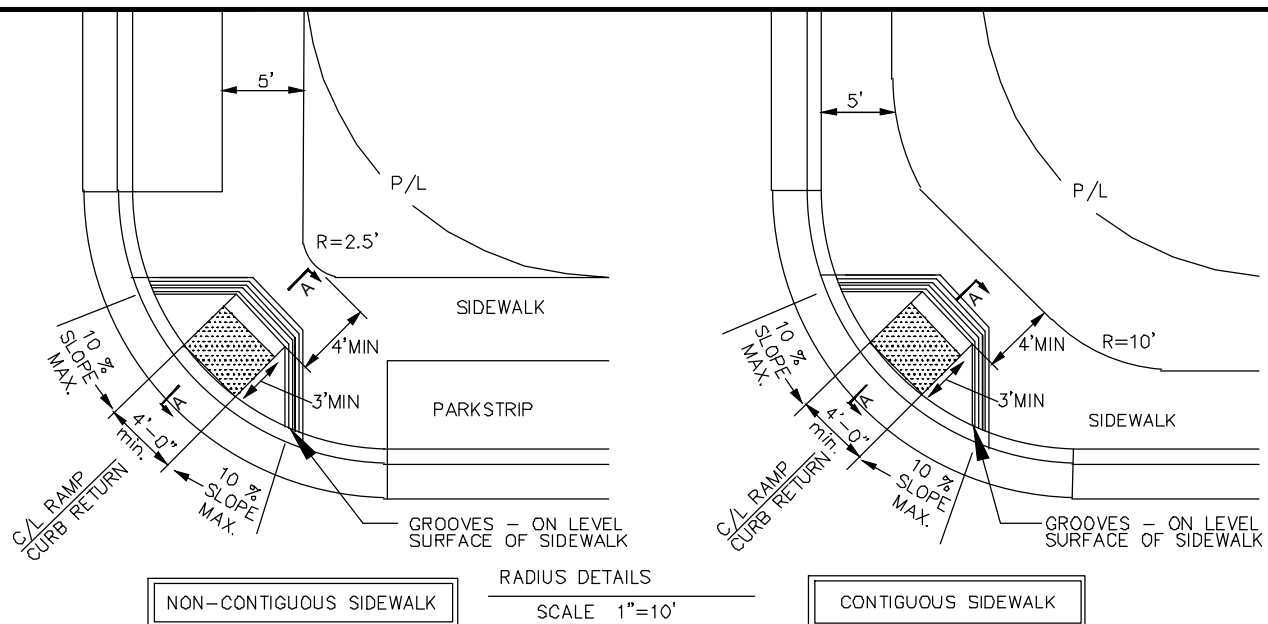 5'
P/L
R=2.5'
A
SIDEWALK
4'MIN
10 %
SLOPE
MAX.
3'MIN
A
PARKSTRIP
4'-0"
min.
10 %
SLOPE
MAX.
C/L RAMP
CURB RETURN
GROOVES – ON LEVEL
SURFACE OF SIDEWALK
NON-CONTIGUOUS SIDEWALK
RADIUS DETAILS
SCALE 1"=10'
5'
P/L
A
R=10'
4'MIN
10 %
SLOPE
MAX.
3'MIN
A
SIDEWALK
4'-0"
min.
10 %
SLOPE
MAX.
C/L RAMP
CURB RETURN
GROOVES – ON LEVEL
SURFACE OF SIDEWALK
CONTIGUOUS SIDEWALK